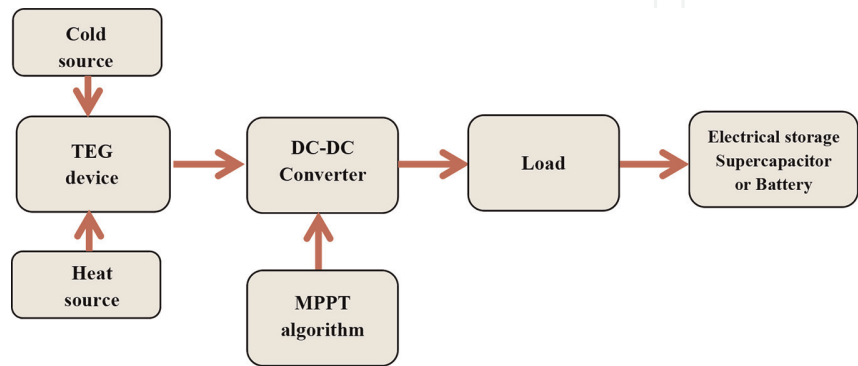 Cold
source
TEG
device
Heat
source
DC-DC
Converter
MPPT
algorithm
Load
Electrical storage
Supercapacitor
or Battery